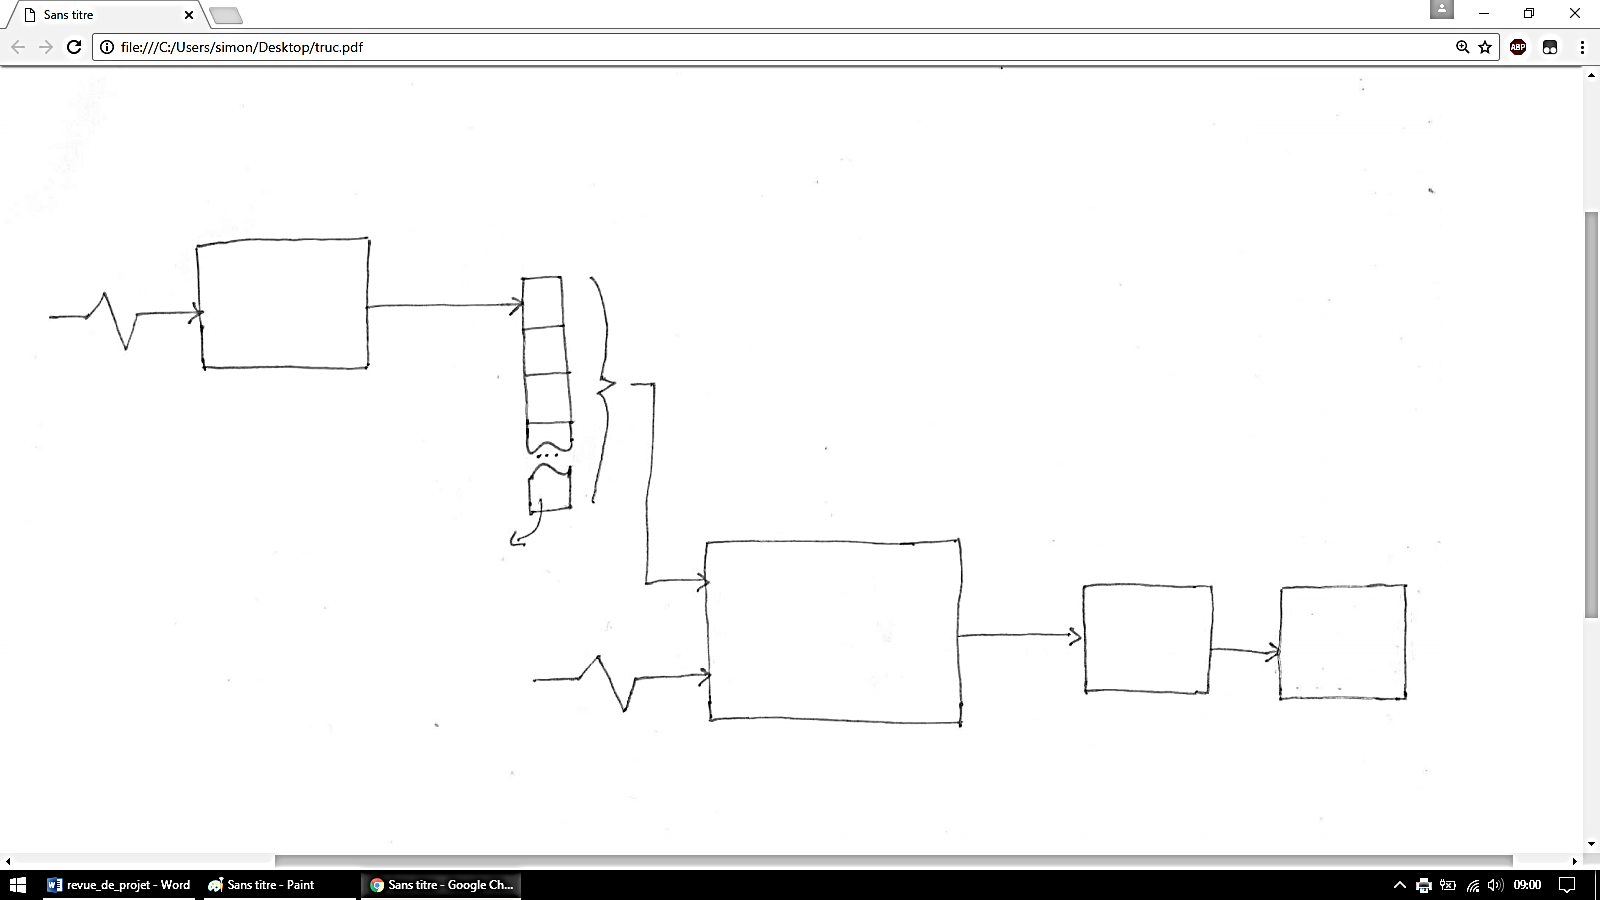 Sans titre
file:///C:/Users/simon/Desktop/truc.pdf
ABP
...
revue_de_projet - Word
Sans titre - Paint
Sans titre - Google Ch...
09:00